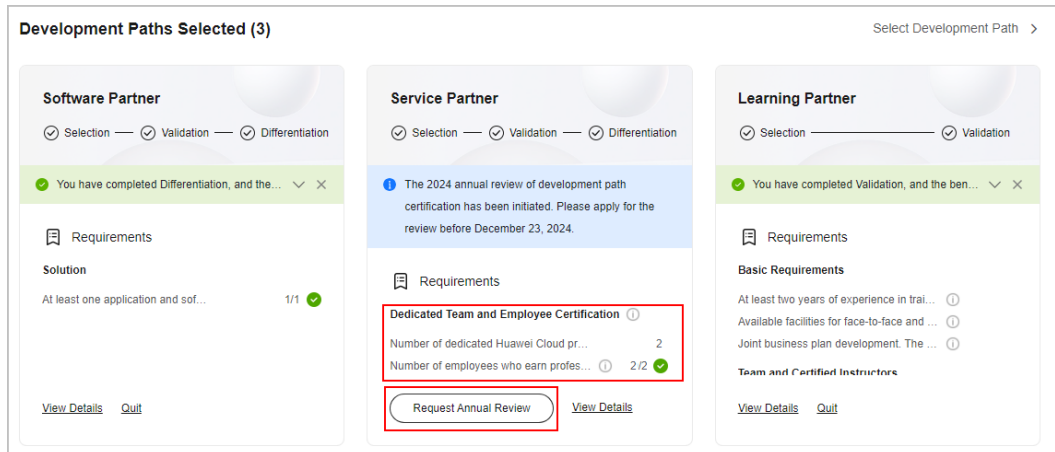 Development Paths Selected (3)
Select Development Path >
Software Partner
Selection
Validation
Differentiation
You have completed Differentiation, and the...
Requirements
Solution
At least one application and sof...
1/1
View Details
Quit
Service Partner
Selection
Validation
Differentiation
The 2024 annual review of development path
certification has been initiated. Please apply for the
review before December 23, 2024.
Requirements
Dedicated Team and Employee Certification
Number of dedicated Huawei Cloud pr...
2
Number of employees who earn profes...
2/2
Request Annual Review
View Details
Learning Partner
Selection
Validation
You have completed Validation, and the ben...
Requirements
Basic Requirements
At least two years of experience in trai...
Available facilities for face-to-face and ...
Joint business plan development. The ...
Team and Certified Instructors
View Details
Quit